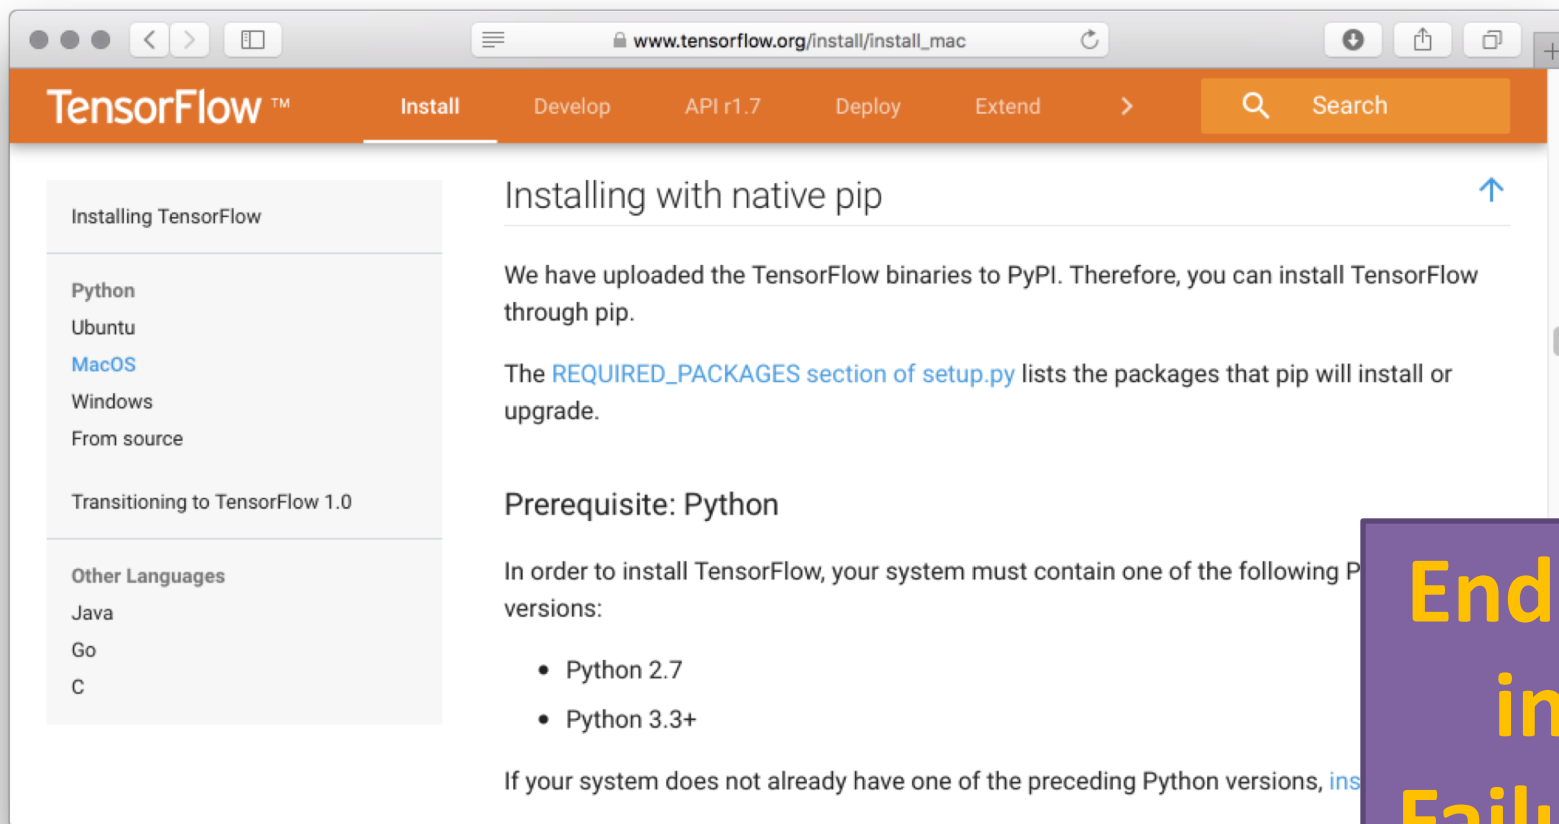 www.tensorflow.org/install/install_mac
TensorFlow ™ Install Develop API r1.7 Deploy Extend Search
Installing TensorFlow
Python
Ubuntu
MacOS
Windows
From source
Transitioning to TensorFlow 1.0
Other Languages
Java
Go
C
Installing with native pip
We have uploaded the TensorFlow binaries to PyPI. Therefore, you can install TensorFlow
through pip.
The REQUIRED_PACKAGES section of setup.py lists the packages that pip will install or
upgrade.
Prerequisite: Python
In order to install TensorFlow, your system must contain one of the following
versions:
• Python 2.7
• Python 3.3+
If your system does not already have one of the preceding Python versions,
End
in